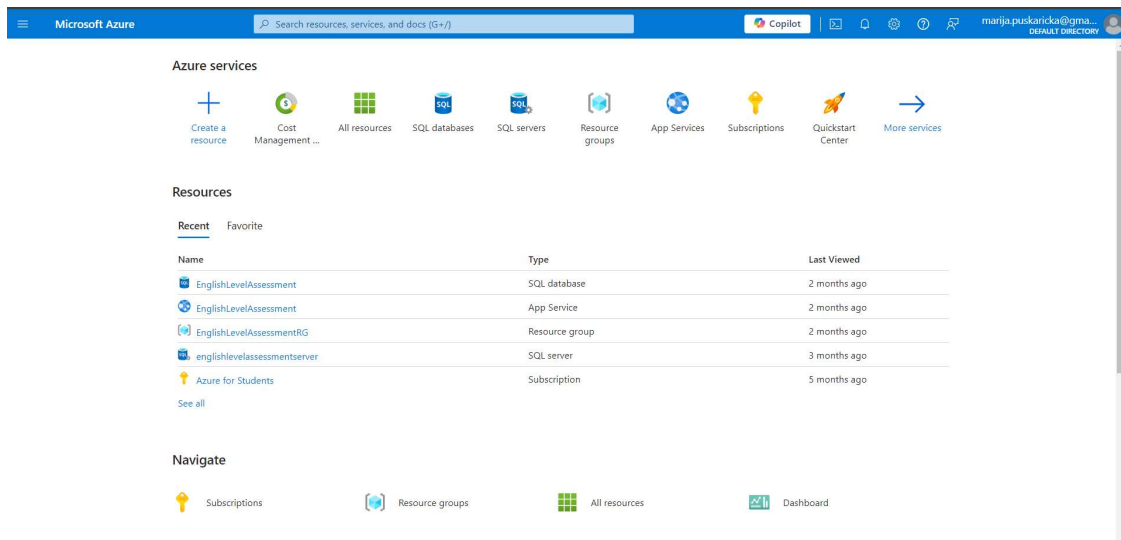 Microsoft Azure
Search resources, services, and docs (G+/)
Copilot
marija.puskaricka@gma...
DEFAULT DIRECTORY
Azure services
Create a resource
Cost Management ...
All resources
SQL databases
SQL servers
Resource groups
App Services
Subscriptions
Quickstart Center
More services
Resources
Recent Favorite
Name Type Last Viewed
SQL EnglishLevelAssessment SQL database 2 months ago
EnglishLevelAssessment App Service 2 months ago
EnglishLevelAssessmentRG Resource group 2 months ago
SQL englishlevelassessmentserver SQL server 3 months ago
Azure for Students Subscription 5 months ago
See all
Navigate
Subscriptions Resource groups All resources Dashboard